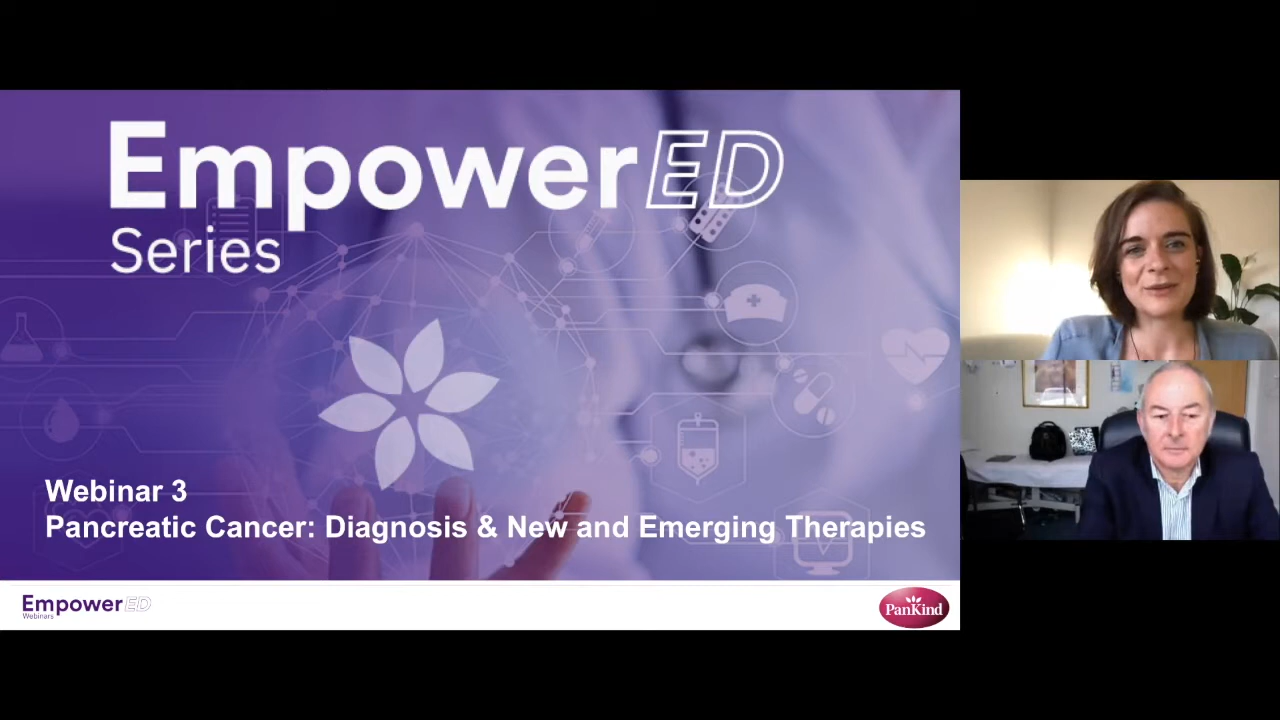 EmpowerED
Series
Webinar 3
Pancreatic Cancer: Diagnosis & New and Emerging Therapies
EmpowerED
Webinars
PanKind